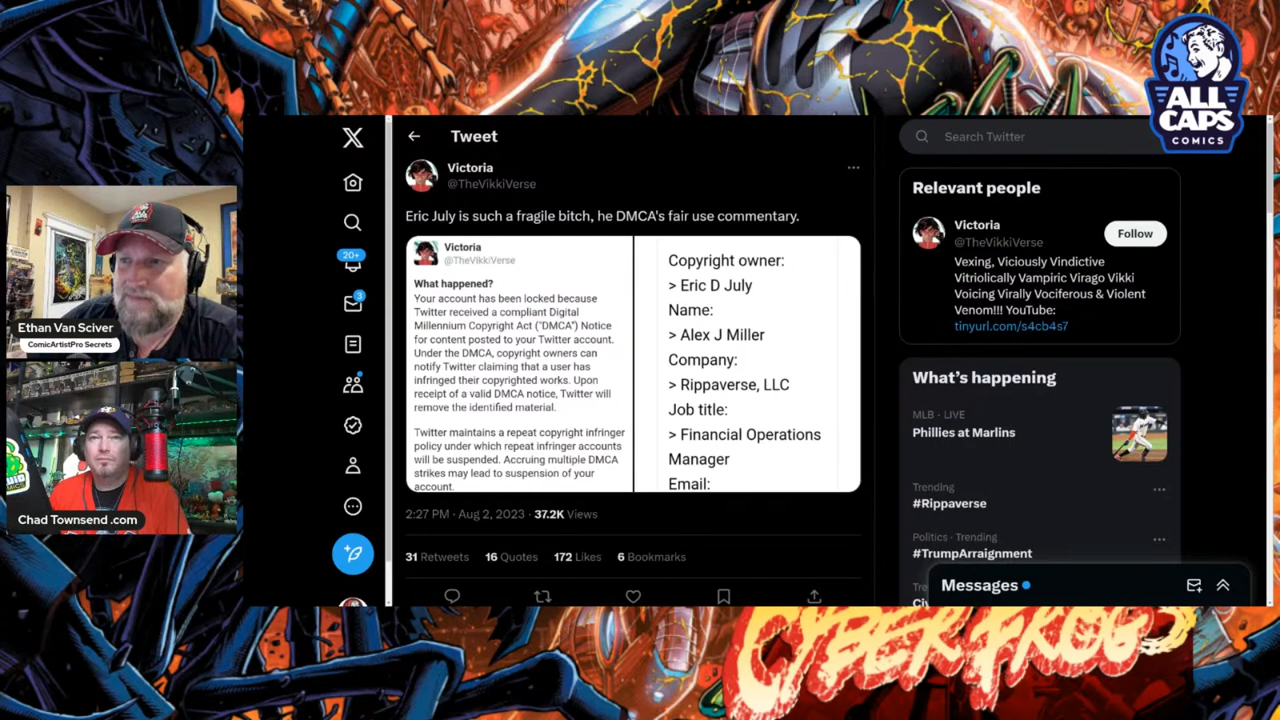 ALL
CAPS
COMICS
Ethan Van Sciver
ComicArtistPro Secrets
Chad Townsend .com
20+
3
Tweet
Victoria
@TheVikkiVerse
Eric July is such a fragile bitch, he DMCA's fair use commentary.
Victoria
@TheVikkiVerse
What happened?
Your account has been locked because
Twitter received a compliant Digital
Millennium Copyright Act ("DMCA") Notice
for content posted to your Twitter account.
Under the DMCA, copyright owners can
notify Twitter claiming that a user has
infringed their copyrighted works. Upon
receipt of a valid DMCA notice, Twitter will
remove the identified material.
Twitter maintains a repeat copyright infringer
policy under which repeat infringer accounts
will be suspended. Accruing multiple DMCA
strikes may lead to suspension of your
account.
Copyright owner:
> Eric D July
Name:
> Alex J Miller
Company:
> Rippaverse, LLC
Job title:
> Financial Operations
Manager
Email:
2:27 PM · Aug 2, 2023 · 37.2K Views
31 Retweets 16 Quotes 172 Likes 6 Bookmarks
Search Twitter
Relevant people
Victoria
@TheVikkiVerse
Follow
Vexing, Viciously Vindictive
Vitriolically Vampiric Virago Vikki
Voicing Virally Vociferous & Violent
Venom!!! YouTube:
tinyurl.com/s4cb4s7
What's happening
MLB · LIVE
Phillies at Marlins
Trending
#Rippaverse
Politics · Trending
#TrumpArraignment
Messages
CYBERFROG